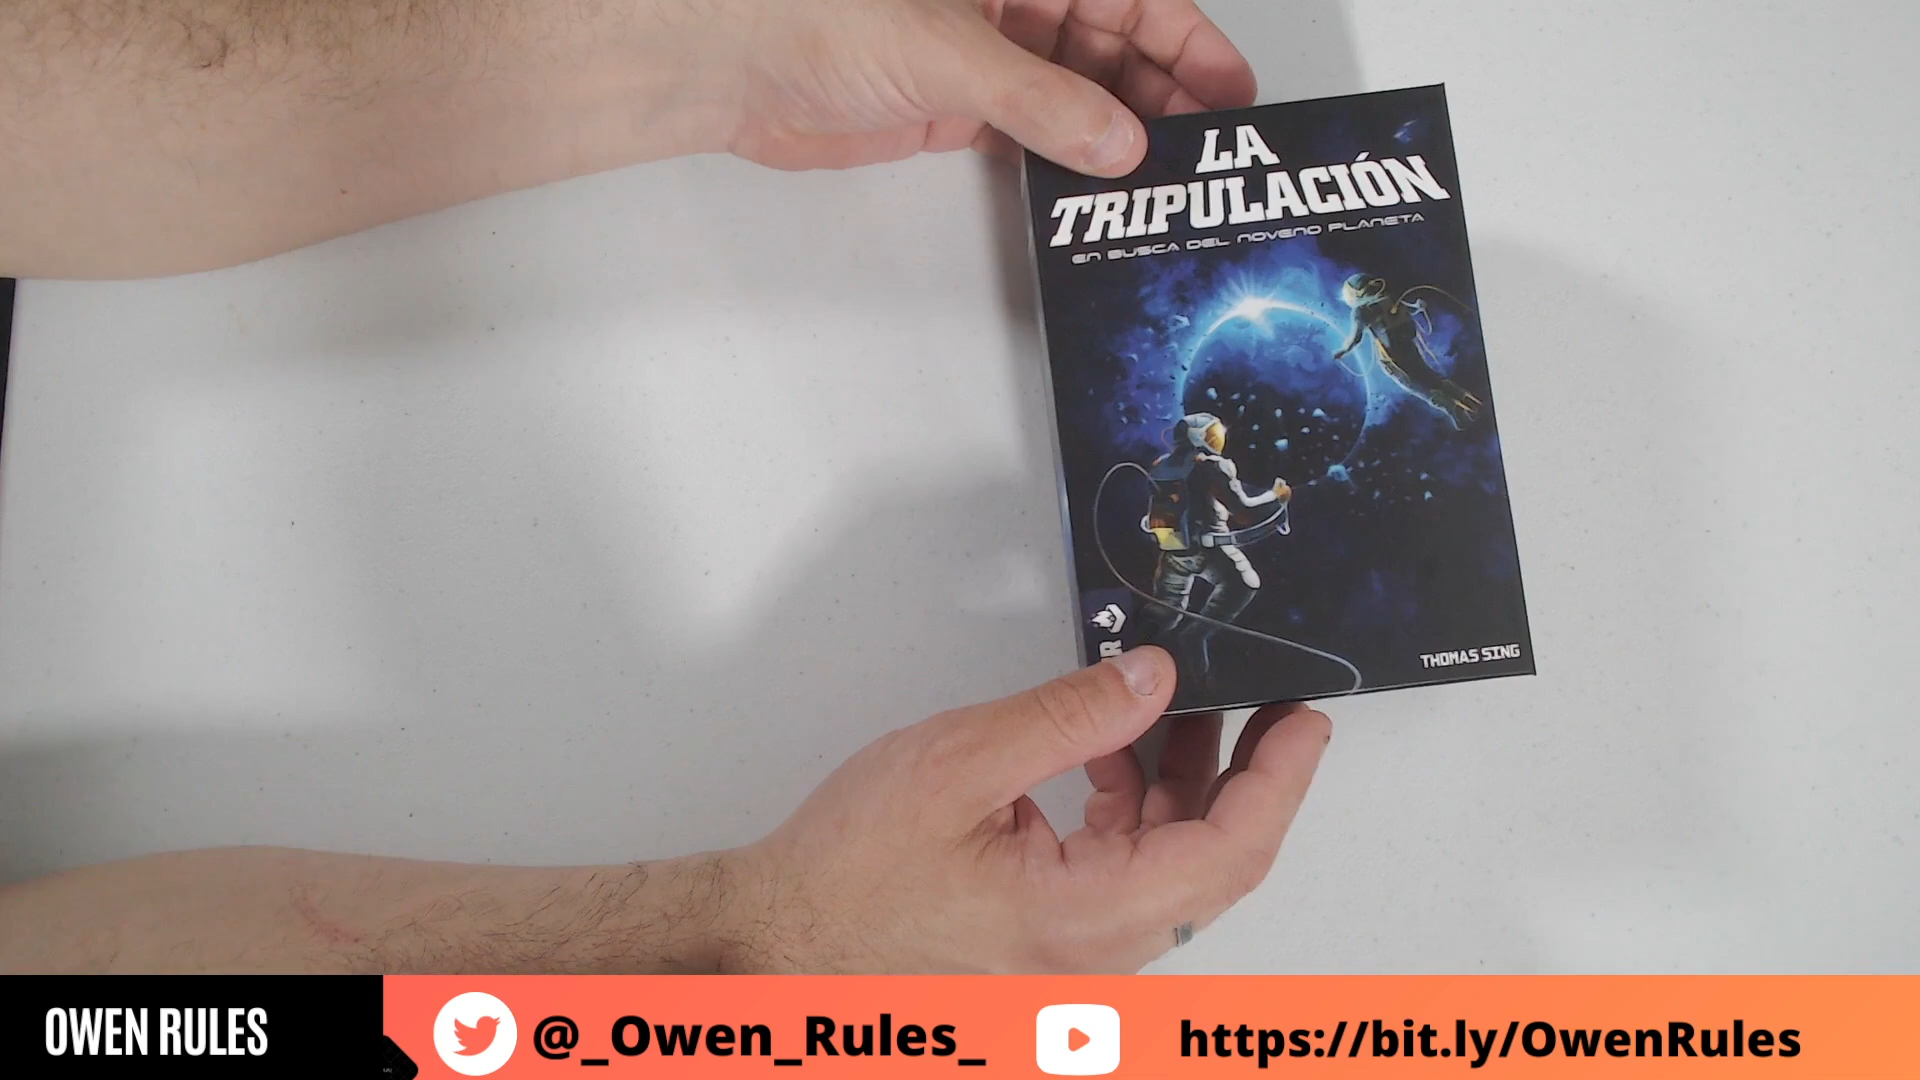 LA
TRIPULACIÓN
EN BUSCA DEL NOVENO PLANETA
THOMAS SING
OWEN RULES
@_Owen_Rules_
https://bit.ly/OwenRules